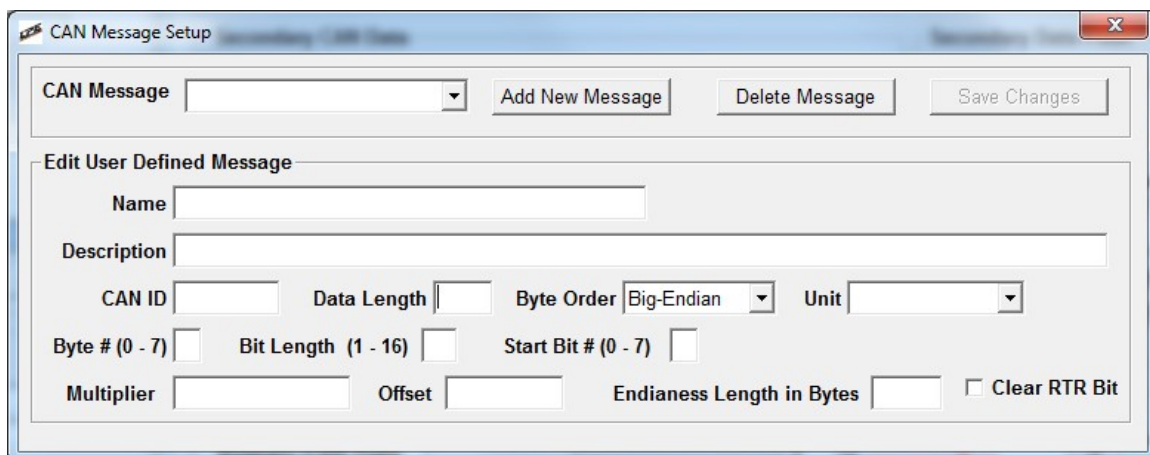 CAN Message Setup
CAN Message Add New Message Delete Message Save Changes
Edit User Defined Message
Name
Description
CAN ID Data Length Byte Order Big-Endian Unit
Byte # (0 - 7) Bit Length (1 - 16) Start Bit # (0 - 7)
Multiplier Offset Endianess Length in Bytes Clear RTR Bit